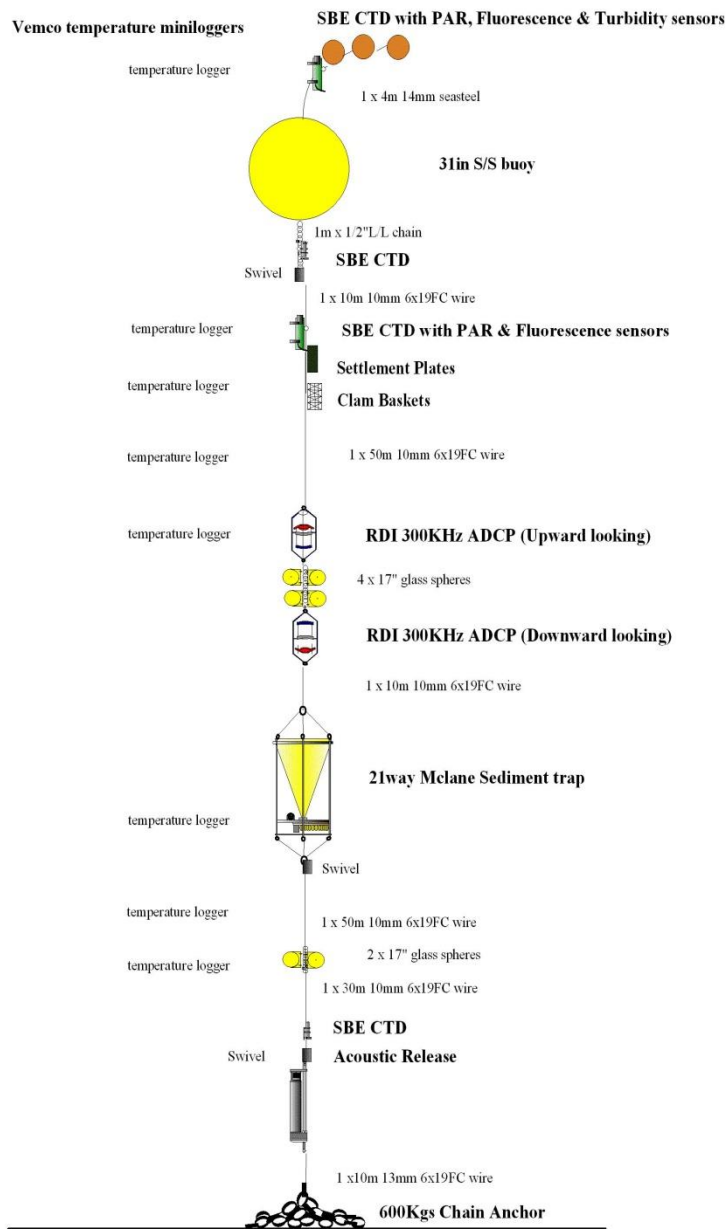 Vemco temperature miniloggers
SBE CTD with PAR, Fluorescence & Turbidity sensors
temperature logger
1 x 4m 14mm seasteel
31in S/S buoy
1m x 1/2"L/L chain
SBE CTD
Swivel
1 x 10m 10mm 6x19FC wire
temperature logger
SBE CTD with PAR & Fluorescence sensors
Settlement Plates
temperature logger
Clam Baskets
temperature logger
1 x 50m 10mm 6x19FC wire
temperature logger
RDI 300KHz ADCP (Upward looking)
4 x 17" glass spheres
RDI 300KHz ADCP (Downward looking)
1 x 10m 10mm 6x19FC wire
21way Mclane Sediment trap
temperature logger
Swivel
temperature logger
1 x 50m 10mm 6x19FC wire
2 x 17" glass spheres
temperature logger
1 x 30m 10mm 6x19FC wire
SBE CTD
Swivel
Acoustic Release
1 x10m 13mm 6x19FC wire
600Kgs Chain Anchor